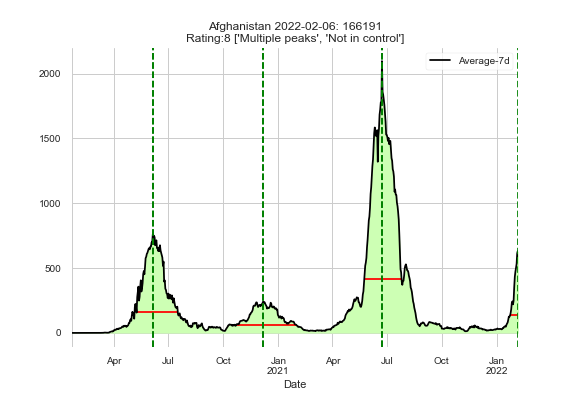 Afghanistan 2022-02-06: 166191
Rating:8 ['Multiple peaks', 'Not in control']
Average-7d
2000
1500
1000
500
0
Apr Jul Oct Jan Apr Jul Oct Jan
2021 2022
Date